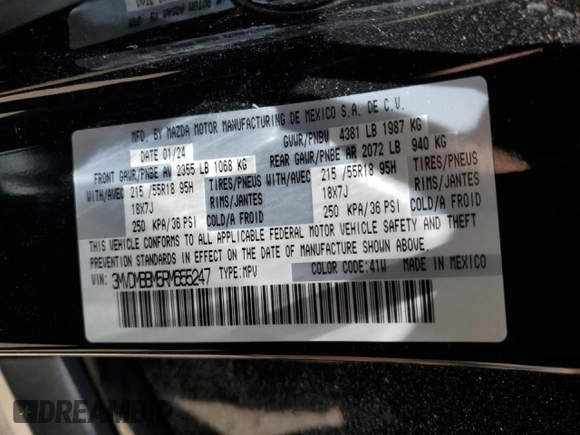 MFD. BY MAZDA MOTOR MANUFACTURING DE MEXICO S.A. DE C.V.
DATE 01/24 GVWR/PNBV 4381 LB 1987 KG
FRONT GAWR/PNBE AV 2355 LB 1068 KG REAR GAWR/PNBE AR 2072 LB 940 KG
WITH/AVEC 215 /55R18 95H TIRES/PNEUS WITH/AVEC 215 /55R18 95H TIRES/PNEUS
18X7J RIMS/JANTES 18X7J RIMS/JANTES
250 KPA/36 PSI COLD/A FROID 250 KPA/36 PSI COLD/A FROID
THIS VEHICLE CONFORMS TO ALL APPLICABLE FEDERAL MOTOR VEHICLE SAFETY AND THEFT
PREVENTION STANDARDS IN EFFECT ON THE DATE OF MANUFACTURE SHOWN ABOVE.
TYPE:MPV COLOR CODE:41W MADE IN MEXICO